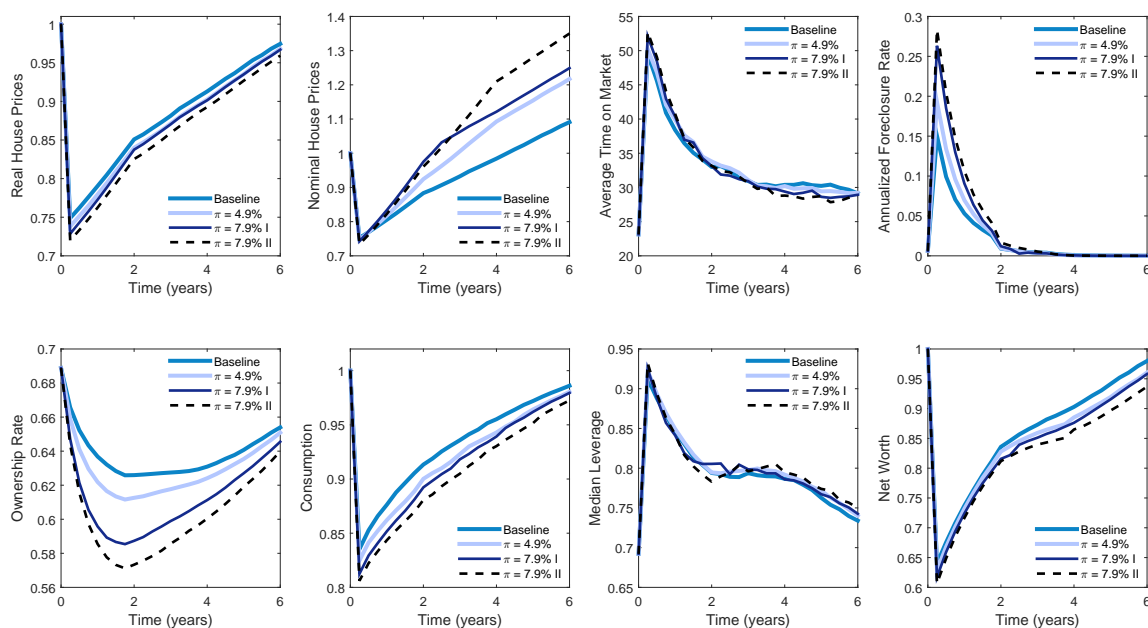 Real House Prices
1
0.95
0.9
0.85
0.8
0.75
0.7
0 2 4 6
Time (years)
Baseline
π = 4.9%
π = 7.9% I
π = 7.9% II
Nominal House Prices
1.4
1.3
1.2
1.1
1
0.9
0.8
0.7
0 2 4 6
Time (years)
Baseline
π = 4.9%
π = 7.9% I
π = 7.9% II
Average Time on Market
55
50
45
40
35
30
25
20
0 2 4 6
Time (years)
Baseline
π = 4.9%
π = 7.9% I
π = 7.9% II
Annualized Foreclosure Rate
0.3
0.25
0.2
0.15
0.1
0.05
0
0 2 4 6
Time (years)
Baseline
π = 4.9%
π = 7.9% I
π = 7.9% II
Ownership Rate
0.7
0.68
0.66
0.64
0.62
0.6
0.58
0.56
0 2 4 6
Time (years)
Baseline
π = 4.9%
π = 7.9% I
π = 7.9% II
Consumption
1
0.95
0.9
0.85
0.8
0 2 4 6
Time (years)
Baseline
π = 4.9%
π = 7.9% I
π = 7.9% II
Median Leverage
0.95
0.9
0.85
0.8
0.75
0.7
0.65
0 2 4 6
Time (years)
Baseline
π = 4.9%
π = 7.9% I
π = 7.9% II
Net Worth
1
0.95
0.9
0.85
0.8
0.75
0.7
0.65
0.6
0 2 4 6
Time (years)
Baseline
π = 4.9%
π = 7.9% I
π = 7.9% II